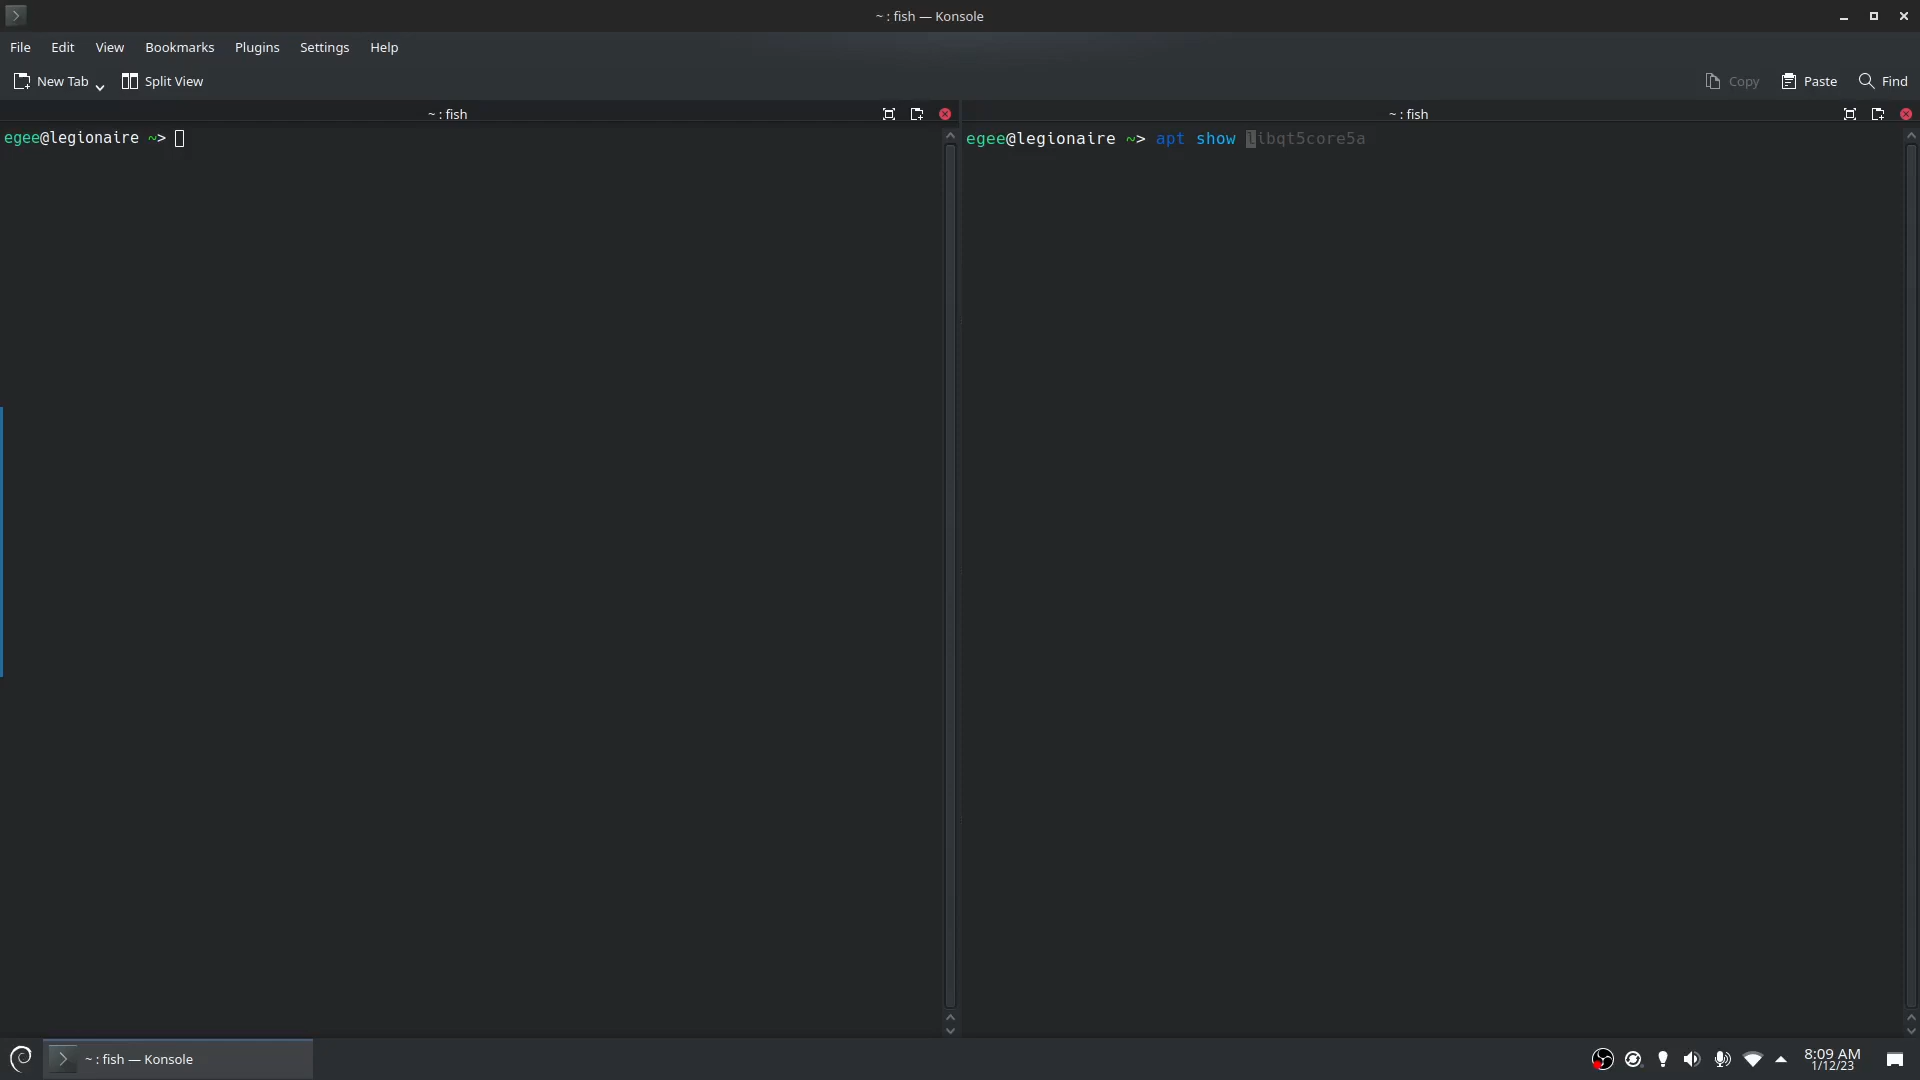 ~ : fish — Konsole
File Edit View Bookmarks Plugins Settings Help
New Tab Split View Copy Paste Find
~ : fish ~ : fish
egee@legionaire ~>
egee@legionaire ~> apt show libqt5core5a
~ : fish — Konsole
8:09 AM
1/12/23